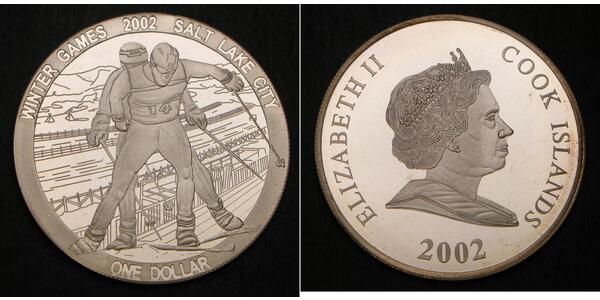 WINTER GAMES 2002 SALT LAKE CITY
14
ONE DOLLAR
ELIZABETH II
COOK ISLANDS
2002